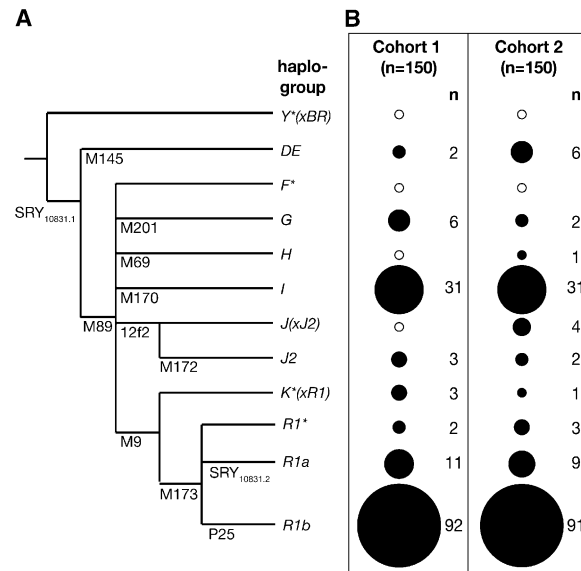 A
B
haplo-
group
Cohort 1
(n=150)
Cohort 2
(n=150)
n
n
Y*(xBR)
DE 2 6
M145
F*
SRY10831.1
G 6 2
M201
H 1
M69
I 31 31
M170
J(xJ2) 4
M89 12f2
J2 3 2
M172
K*(xR1) 3 1
R1* 2 3
M9
R1a 11 9
SRY10831.2
M173
R1b 92 91
P25